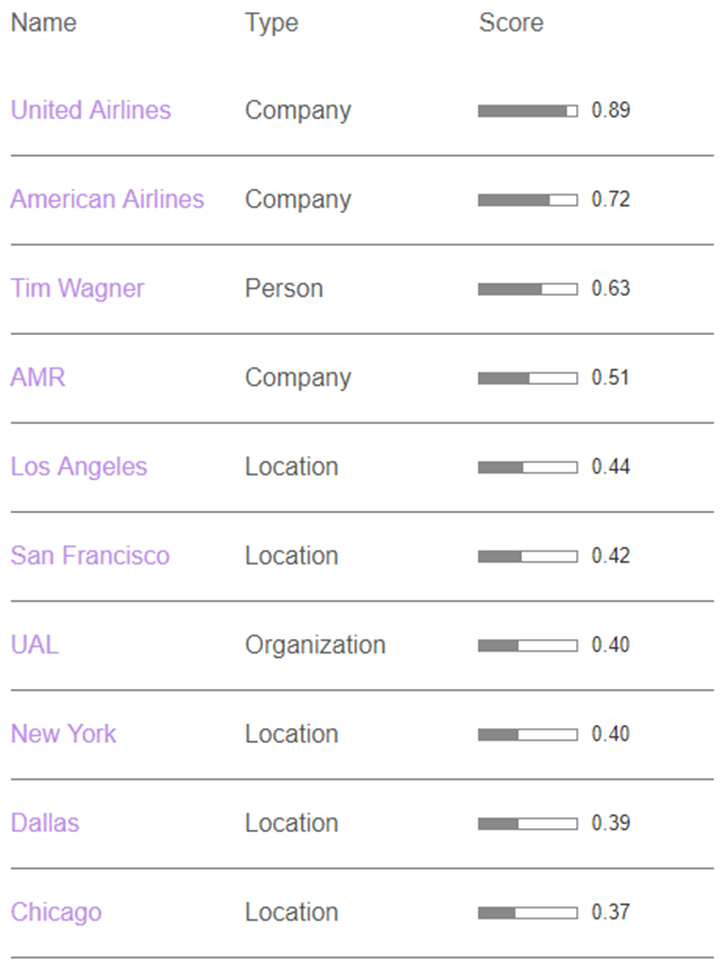 Name Type Score
United Airlines Company 0.89
American Airlines Company 0.72
Tim Wagner Person 0.63
AMR Company 0.51
Los Angeles Location 0.44
San Francisco Location 0.42
UAL Organization 0.40
New York Location 0.40
Dallas Location 0.39
Chicago Location 0.37